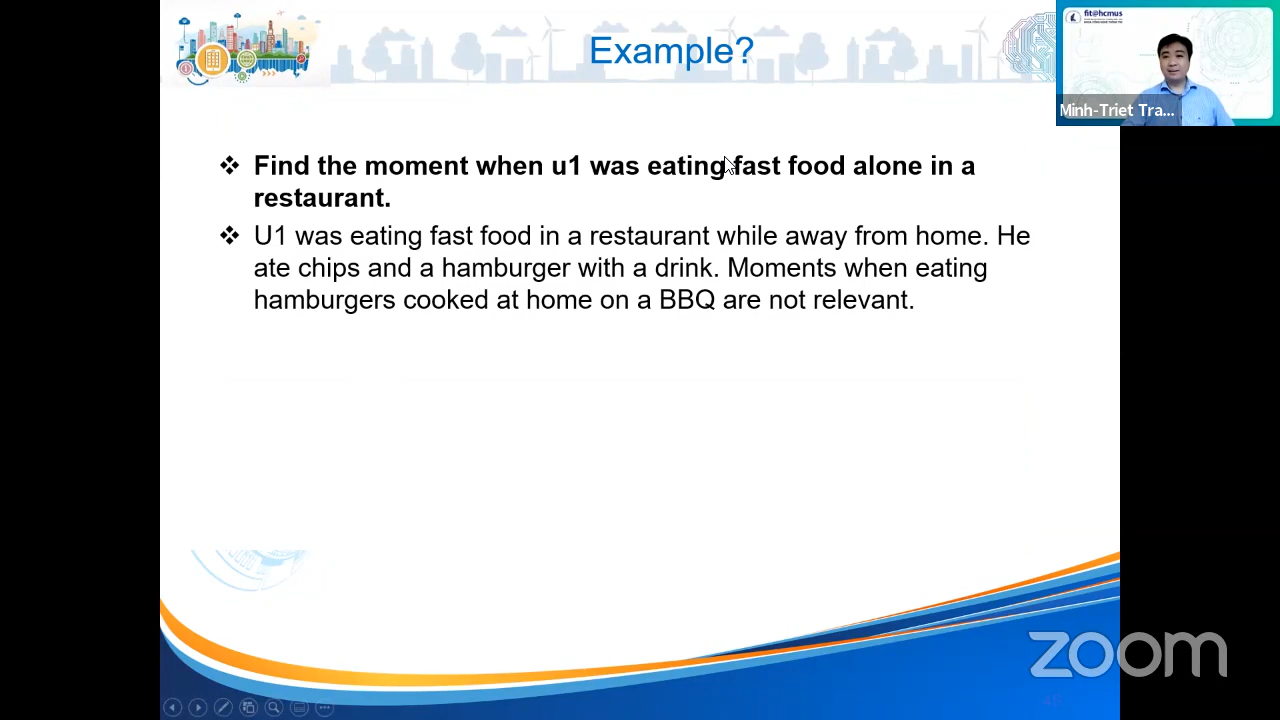 Example?
fit@hcmus
Minh-Triet Tra...
❖ Find the moment when u1 was eating fast food alone in a
restaurant.
❖ U1 was eating fast food in a restaurant while away from home. He
ate chips and a hamburger with a drink. Moments when eating
hamburgers cooked at home on a BBQ are not relevant.
zoom